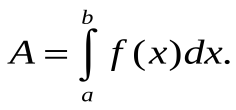 A = ∫_a^b f(x)dx.